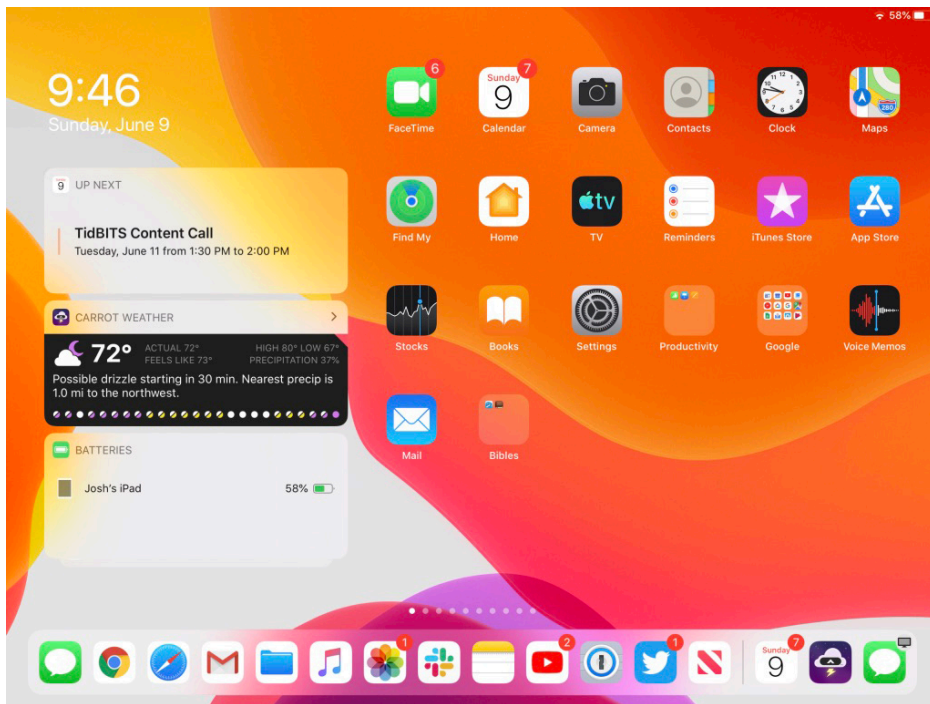 58%
9:46
Sunday, June 9
9 UP NEXT
TidBITS Content Call
Tuesday, June 11 from 1:30 PM to 2:00 PM
CARROT WEATHER
72° ACTUAL 72° HIGH 80° LOW 67°
FEELS LIKE 73° PRECIPITATION 37%
Possible drizzle starting in 30 min. Nearest precip is
1.0 mi to the northwest.
BATTERIES
Josh's iPad 58%
6 7
Sunday
9
12
FaceTime Calendar Camera Contacts Clock Maps
280
tv
Find My Home TV Reminders iTunes Store App Store
Stocks Books Settings Productivity Google Voice Memos
Mail Bibles
1 2 1 7
Sunday
9